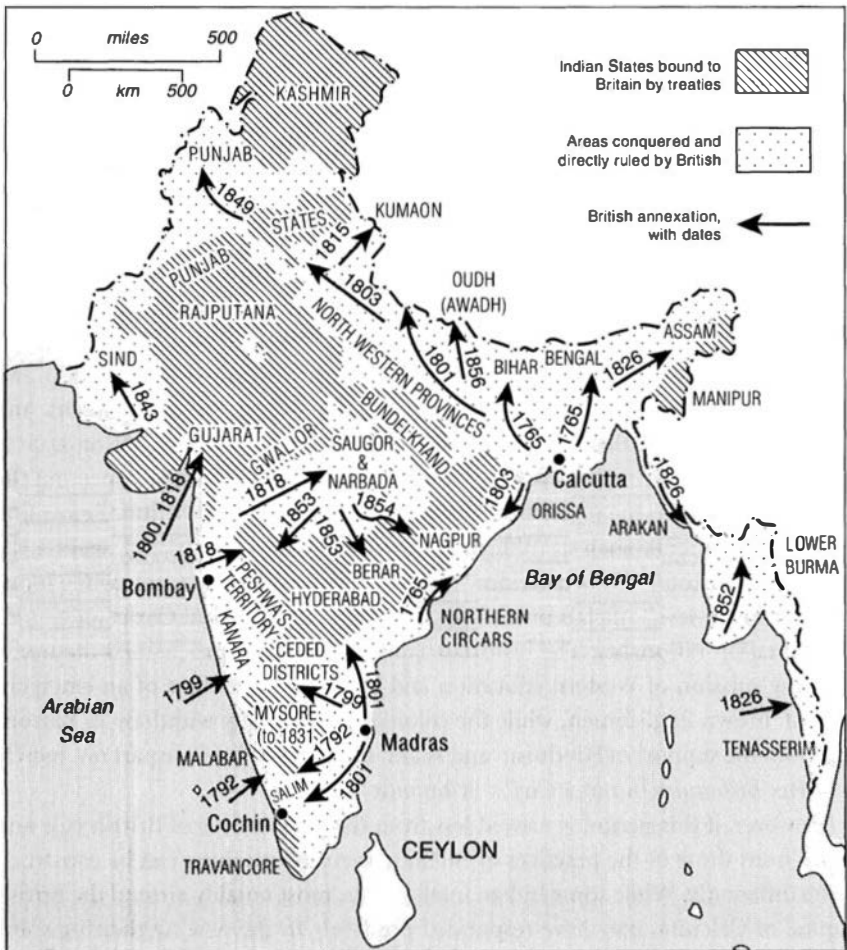 0 miles 500
0 km 500
Indian States bound to
Britain by treaties
Areas conquered and
directly ruled by British
British annexation,
with dates
KASHMIR
PUNJAB
1849
STATES
KUMAON
1815
PUNJAB
1803
OUDH
(AWADH)
RAJPUTANA
NORTH WESTERN PROVINCES
1801
1856
BIHAR
BENGAL
ASSAM
1826
SIND
1843
1765
1765
MANIPUR
GUJARAT
GWALIOR
BUNDELKHAND
SAUGOR
&
NARBADA
1800, 1818
1818
1853
1853
1854
1803
Calcutta
ORISSA
1826
ARAKAN
NAGPUR
LOWER
BURMA
1818
BERAR
Bombay
PESHWA'S
TERRITORY
HYDERABAD
1765
Bay of Bengal
1852
NORTHERN
CIRCARS
KANARA
CEDED
DISTRICTS
1799
1799
1801
Arabian
Sea
MYSORE
(to.1831
1826
TENASSERIM
Madras
1792
MALABAR
1792
SALIM
1801
Cochin
CEYLON
TRAVANCORE